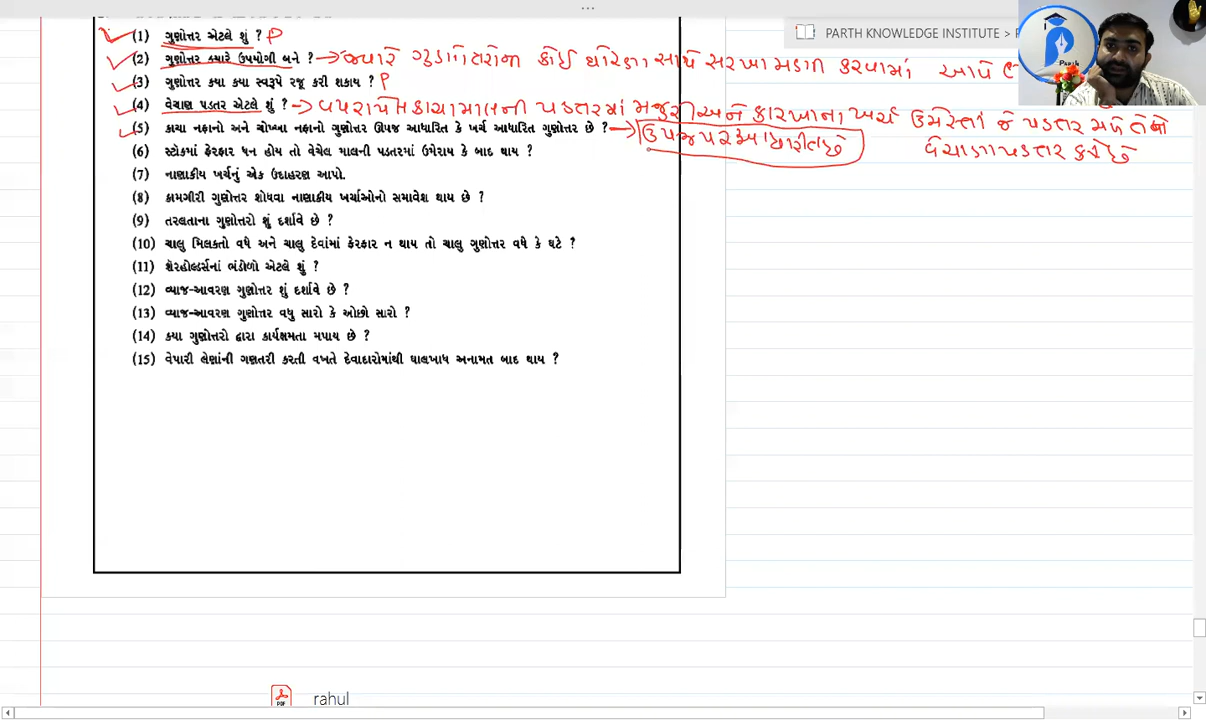 PARTH KNOWLEDGE INSTITUTE > P
(1) ગુણોત્તર એટલે શું ? P
(2) ગુણોત્તર ક્યારે ઉપયોગી બને ? → જ્યારે ગુણોત્તરોના કોઈ ધોરણ સાથે સરખામણી કરવામાં આવે
(3) ગુણોત્તર ક્યા ક્યા સ્વરૂપે રજૂ કરી શકાય ? P
(4) વેચાણ પડતર એટલે શું ? → વપરાયેલ કાચામાલની પડતરમાં મજુરી અને કારખાના ખર્ચ ઉમેરતાં જે પડતર મળે તેને
વેચાણ પડતર કહે છે
(5) કાચા નફાનો અને ચોખ્ખા નફાનો ગુણોત્તર ઊપજ આધારિત કે ખર્ચ આધારિત ગુણોત્તર છે ? → ઉપજ પર આધારીત છે
(6) સ્ટોકમાં ફેરફાર ધન હોય તો વેચેલ માલની પડતરમાં ઉમેરાય કે બાદ થાય ?
(7) નાણાકીય ખર્ચનું એક ઉદાહરણ આપો.
(8) કામગીરી ગુણોત્તર શોધવા નાણાકીય ખર્ચાઓનો સમાવેશ થાય છે ?
(9) તરલતાના ગુણોત્તરો શું દર્શાવે છે ?
(10) ચાલુ મિલકતો વધે અને ચાલુ દેવાંમાં ફેરફાર ન થાય તો ચાલુ ગુણોત્તર વધે કે ઘટે ?
(11) શૅરહોલ્ડર્સનાં ભંડોળો એટલે શું ?
(12) વ્યાજ-આવરણ ગુણોત્તર શું દર્શાવે છે ?
(13) વ્યાજ-આવરણ ગુણોત્તર વધુ સારો કે ઓછો સારો ?
(14) ક્યા ગુણોત્તરો દ્વારા કાર્યક્ષમતા મપાય છે ?
(15) વેપારી લેણાંની ગણતરી કરતી વખતે દેવાદારોમાંથી ઘાલખાધ અનામત બાદ થાય ?
rahul